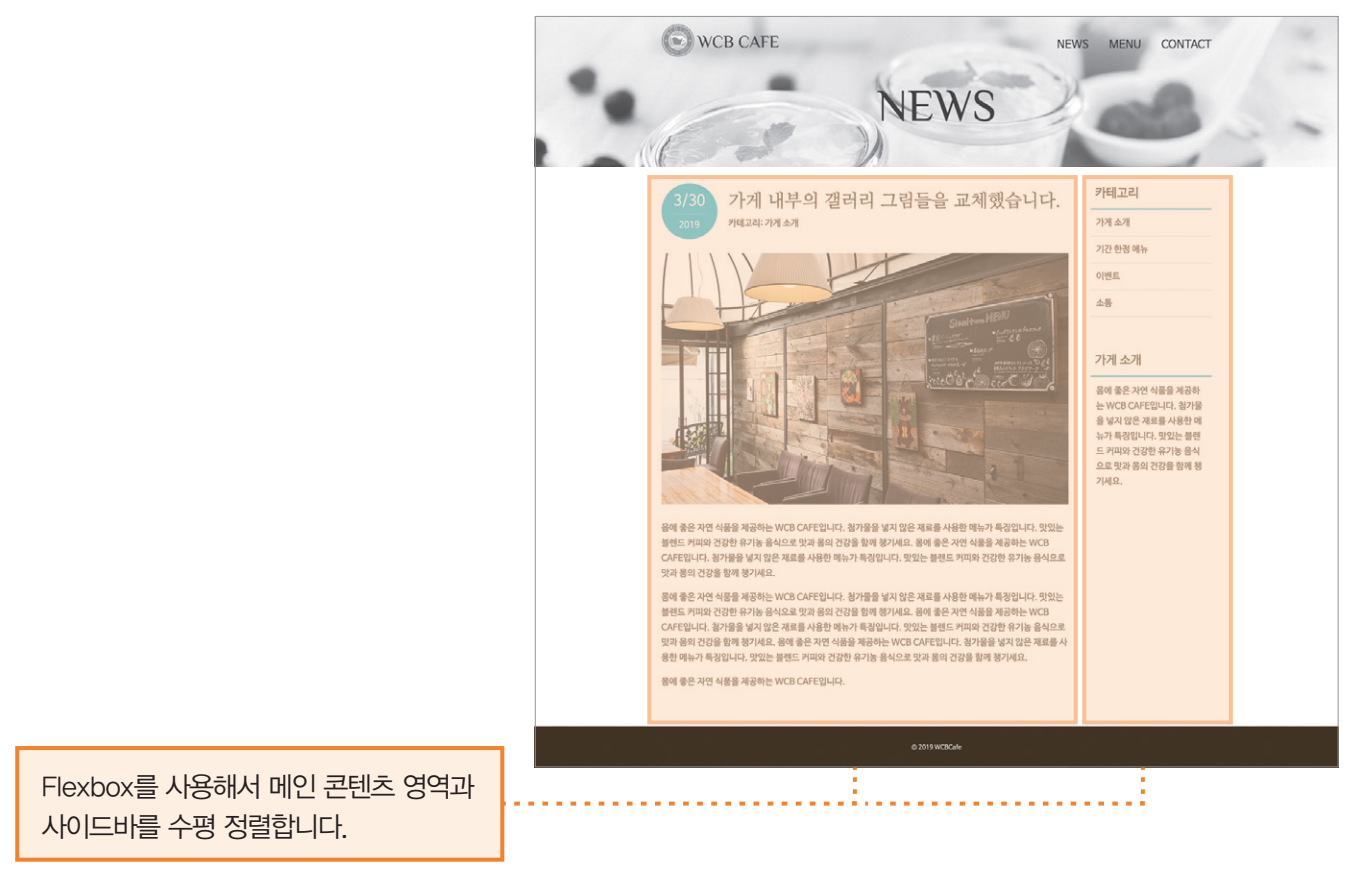 WCB CAFE
NEWS MENU CONTACT
NEWS
3/30
2019
가게 내부의 갤러리 그림들을 교체했습니다.
카테고리: 가게 소개
몸에 좋은 자연 식품을 제공하는 WCB CAFE입니다. 첨가물을 넣지 않은 재료를 사용한 메뉴가 특징입니다. 맛있는
블렌드 커피와 건강한 유기농 음식으로 맛과 몸의 건강을 함께 챙기세요. 몸에 좋은 자연 식품을 제공하는 WCB
CAFE입니다. 첨가물을 넣지 않은 재료를 사용한 메뉴가 특징입니다. 맛있는 블렌드 커피와 건강한 유기농 음식으로
맛과 몸의 건강을 함께 챙기세요.
몸에 좋은 자연 식품을 제공하는 WCB CAFE입니다. 첨가물을 넣지 않은 재료를 사용한 메뉴가 특징입니다. 맛있는
블렌드 커피와 건강한 유기농 음식으로 맛과 몸의 건강을 함께 챙기세요. 몸에 좋은 자연 식품을 제공하는 WCB
CAFE입니다. 첨가물을 넣지 않은 재료를 사용한 메뉴가 특징입니다. 맛있는 블렌드 커피와 건강한 유기농 음식으로
맛과 몸의 건강을 함께 챙기세요. 몸에 좋은 자연 식품을 제공하는 WCB CAFE입니다. 첨가물을 넣지 않은 재료를 사
용한 메뉴가 특징입니다. 맛있는 블렌드 커피와 건강한 유기농 음식으로 맛과 몸의 건강을 함께 챙기세요.
몸에 좋은 자연 식품을 제공하는 WCB CAFE입니다.
카테고리
가게 소개
기간 한정 메뉴
이벤트
소통
가게 소개
몸에 좋은 자연 식품을 제공하
는 WCB CAFE입니다. 첨가물
을 넣지 않은 재료를 사용한 메
뉴가 특징입니다. 맛있는 블렌
드 커피와 건강한 유기농 음식
으로 맛과 몸의 건강을 함께 챙
기세요.
© 2019 WCBCafe
Flexbox를 사용해서 메인 콘텐츠 영역과
사이드바를 수평 정렬합니다.